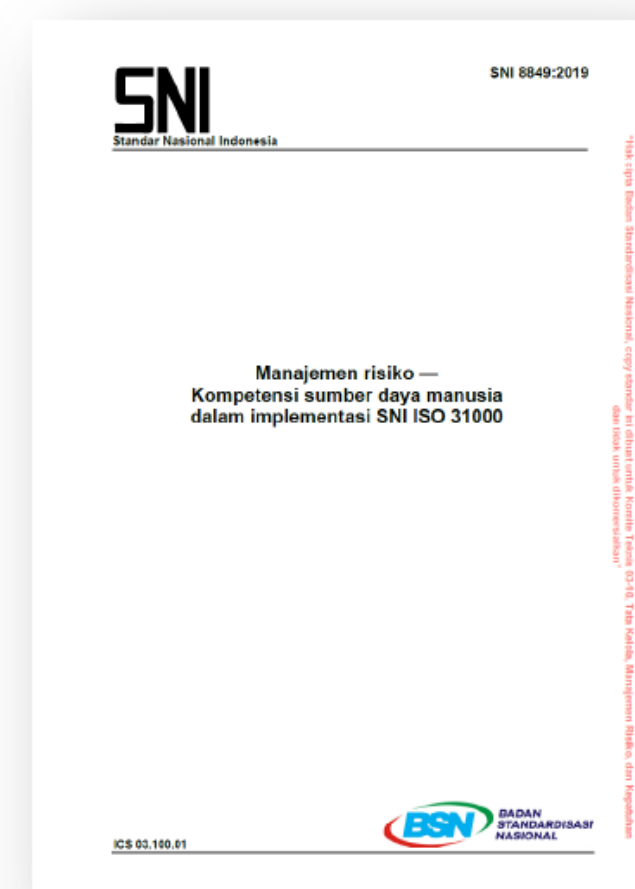 SNI
Standar Nasional Indonesia
SNI 8849:2019
Manajemen risiko —
Kompetensi sumber daya manusia
dalam implementasi SNI ISO 31000
"Hak cipta Badan Standardisasi Nasional, copy standar ini dibuat untuk Komite Teknis 03-10, Tata Kelola, Manajemen Risiko, dan Kepatuhan
dan tidak untuk dikomersialkan"
ICS 03.100.01
BSN
BADAN
STANDARDISASI
NASIONAL